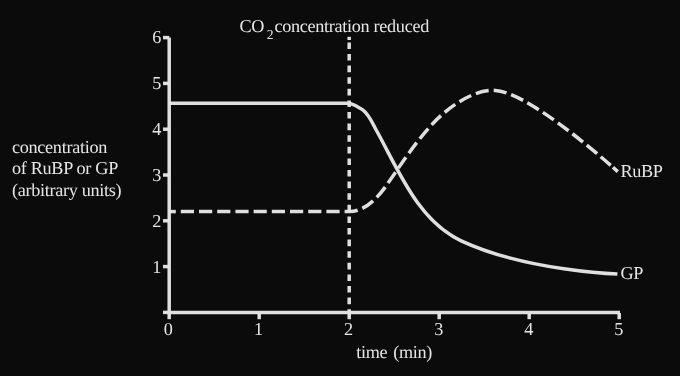 CO2 concentration reduced
6
5
4
3
2
1
concentration
of RuBP or GP
(arbitrary units)
RuBP
GP
0 1 2 3 4 5
time (min)